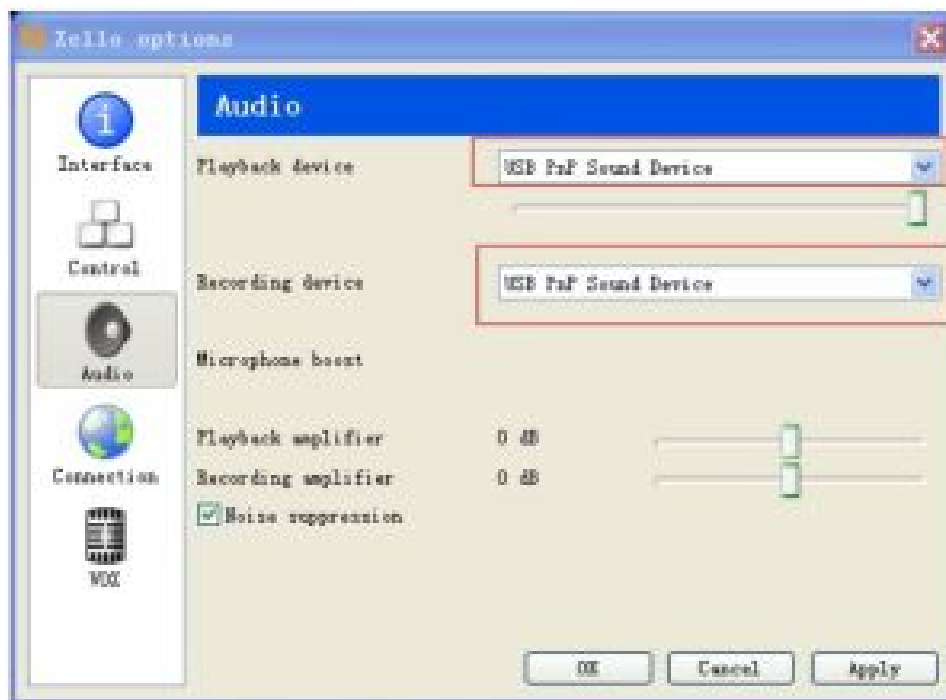 Zello options
Interface
Control
Audio
Connection
VOX
Audio
Playback device
USB PnP Sound Device
Recording device
USB PnP Sound Device
Microphone boost
Playback amplifier 0 dB
Recording amplifier 0 dB
Noise suppression
OK Cancel Apply